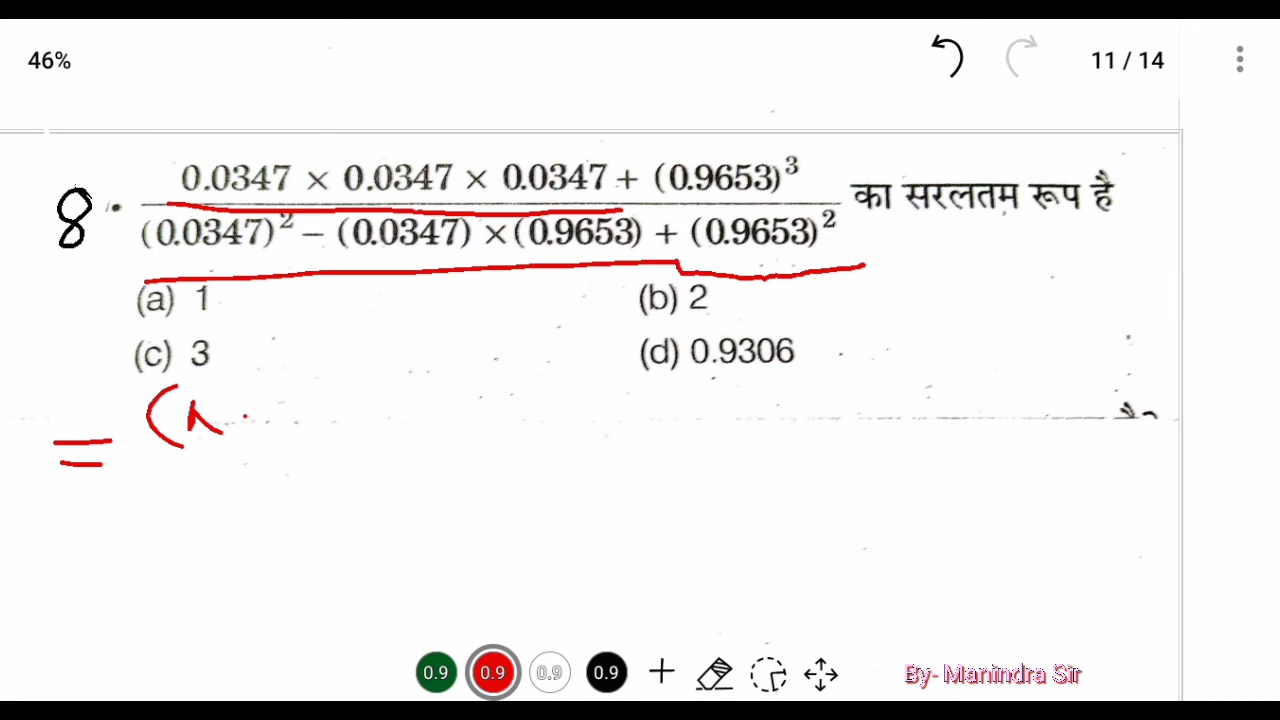 46% 11 / 14
0.0347 × 0.0347 × 0.0347 + (0.9653)³
8. का सरलतम रूप है
(0.0347)² − (0.0347) ×(0.9653) + (0.9653)²
(a) 1 (b) 2
(c) 3 (d) 0.9306
=
0.9 0.9 0.9 0.9 By- Manindra Sir